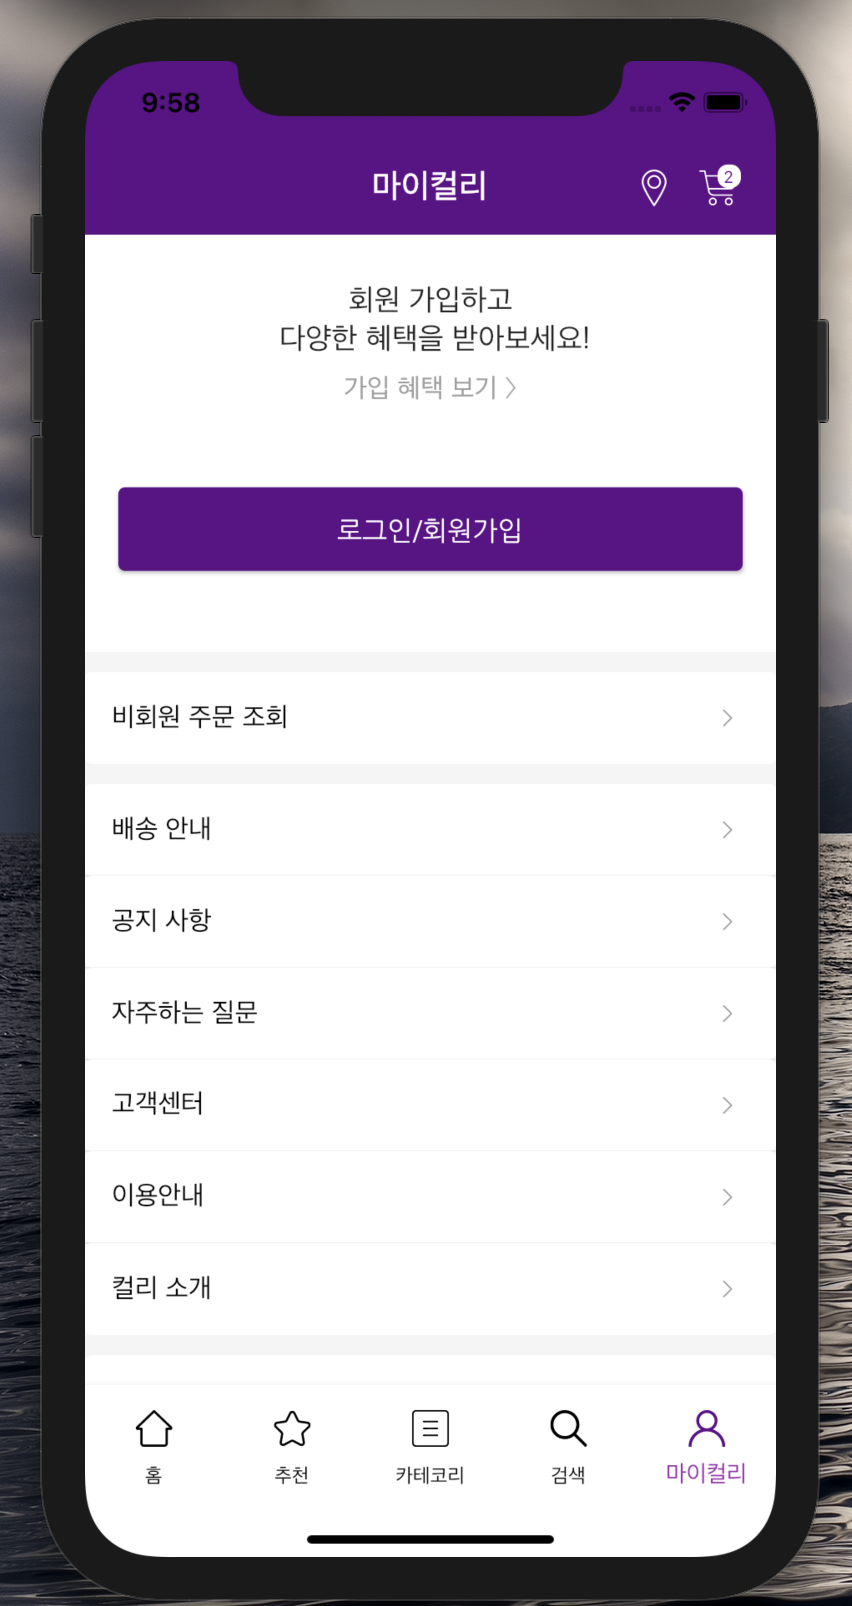 9:58
마이컬리
2
회원 가입하고
다양한 혜택을 받아보세요!
가입 혜택 보기
로그인/회원가입
비회원 주문 조회
배송 안내
공지 사항
자주하는 질문
고객센터
이용안내
컬리 소개
홈
추천
카테코리
검색
마이컬리